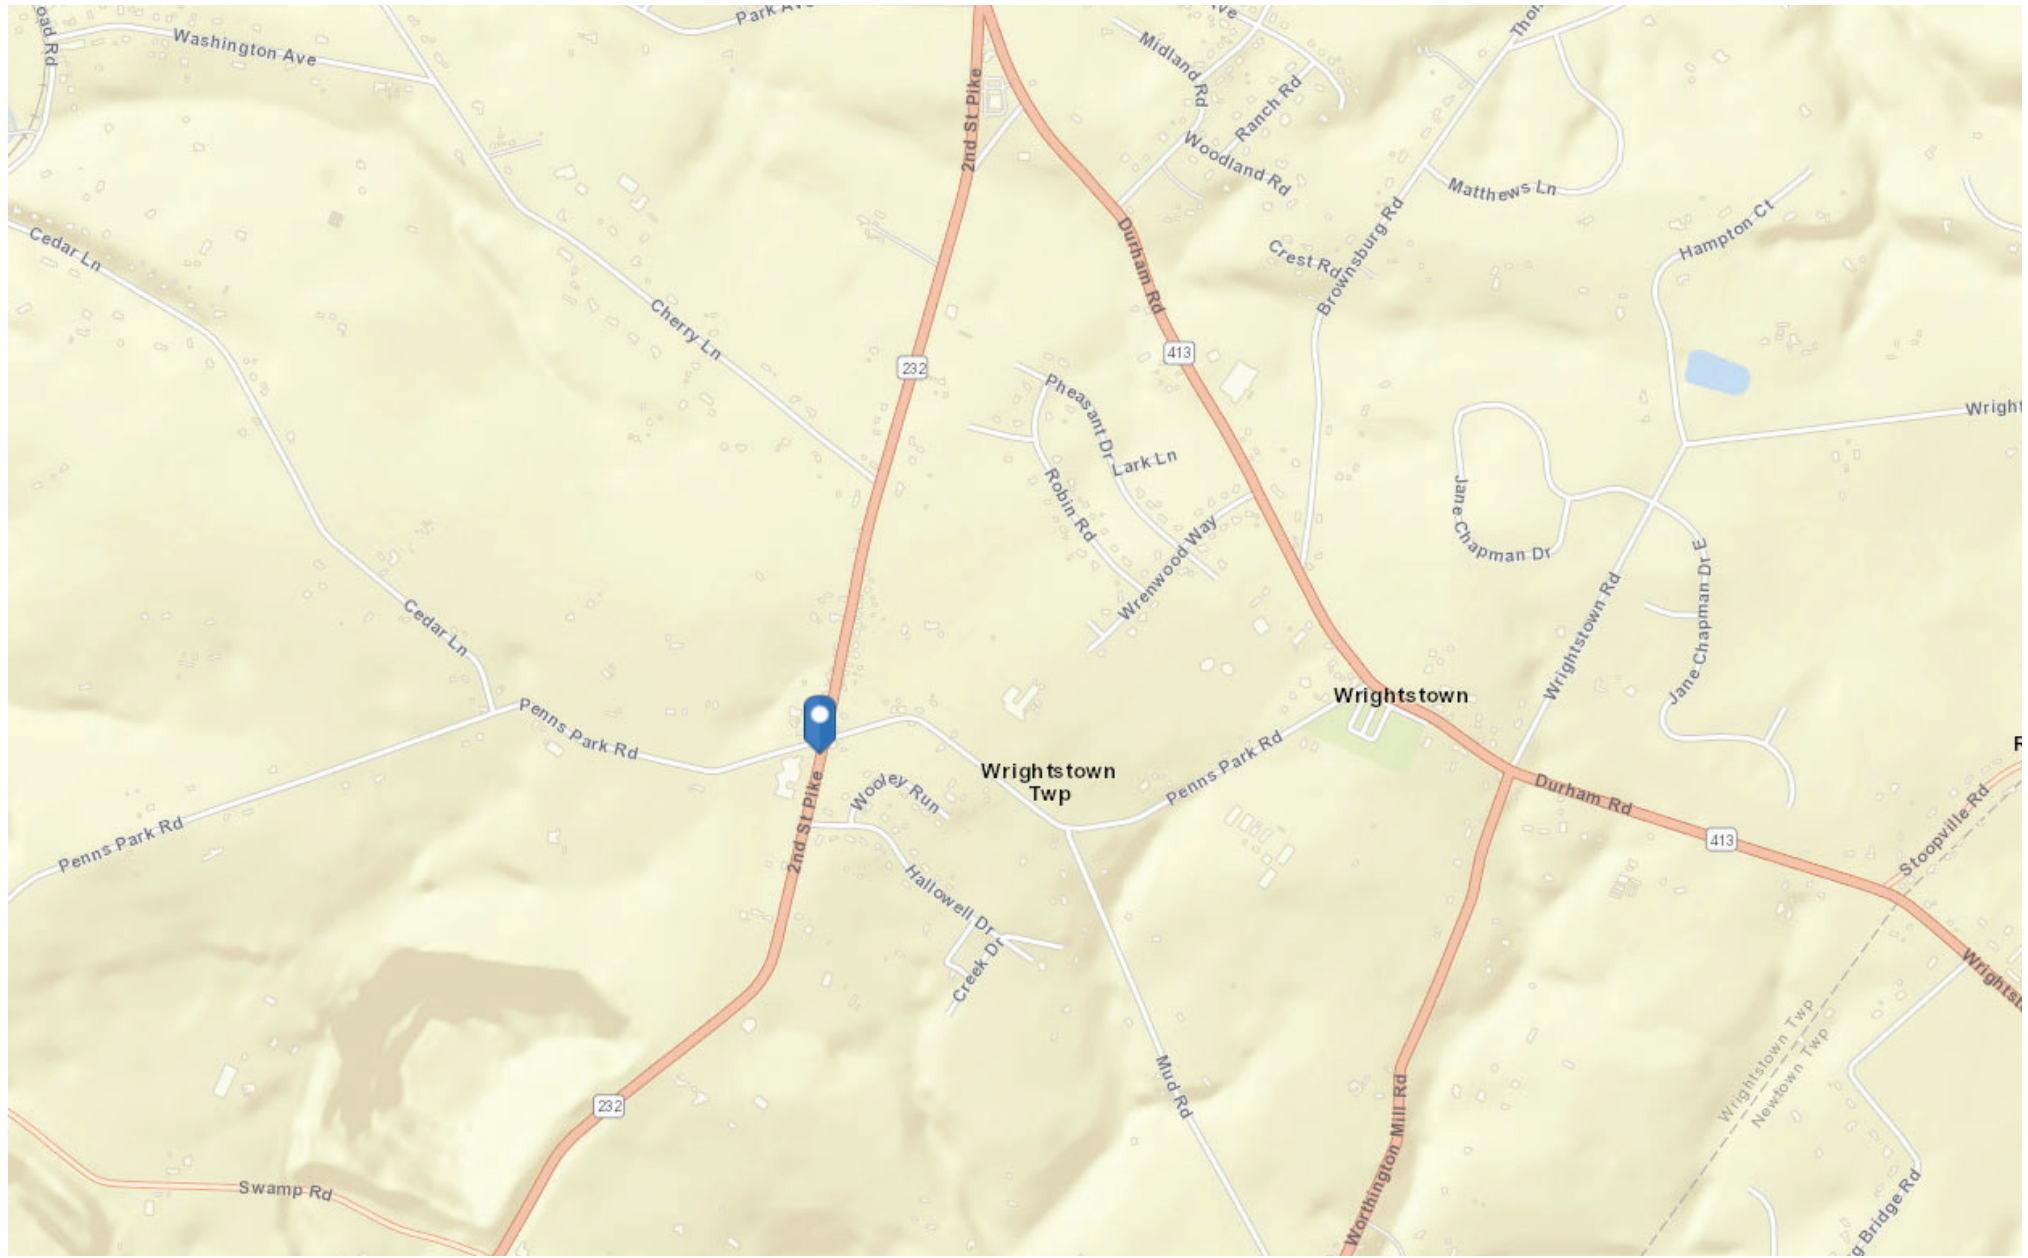 Park Ave
Washington Ave
2nd St Pike
Midland Rd
Ranch Rd
Woodland Rd
Matthews Ln
Cedar Ln
Hampton Ct
Durham Rd
Crest Rd
Brownsburg Rd
Cherry Ln
413
232
Pheasant Dr
Lark Ln
Robin Rd
Wrenwood Way
Jane Chapman Dr
Jane Chapman Dr E
Wrightstown Rd
Cedar Ln
Wrightstown
Penns Park Rd
Penns Park Rd
Wrightstown
Twp
Wooley Run
2nd St Pike
Durham Rd
Stoopville Rd
413
Penns Park Rd
Hallowell Dr
Creek Dr
Mud Rd
Wrightstown Twp
Newtown Twp
232
Worthington Mill Rd
Swamp Rd